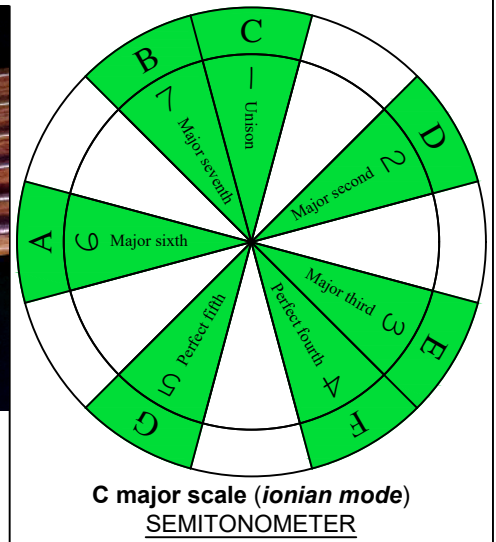 C
1 Unison
D
2 Major second
E
3 Major third
F
4 Perfect fourth
G
5 Perfect fifth
A
6 Major sixth
B
7 Major seventh
C major scale (ionian mode)
SEMITONOMETER